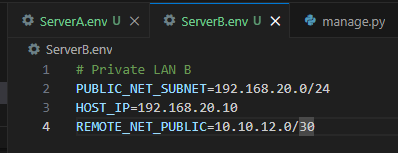 ServerA.env U
ServerB.env U
manage.py
ServerB.env
1 # Private LAN B
2 PUBLIC_NET_SUBNET=192.168.20.0/24
3 HOST_IP=192.168.20.10
4 REMOTE_NET_PUBLIC=10.10.12.0/30